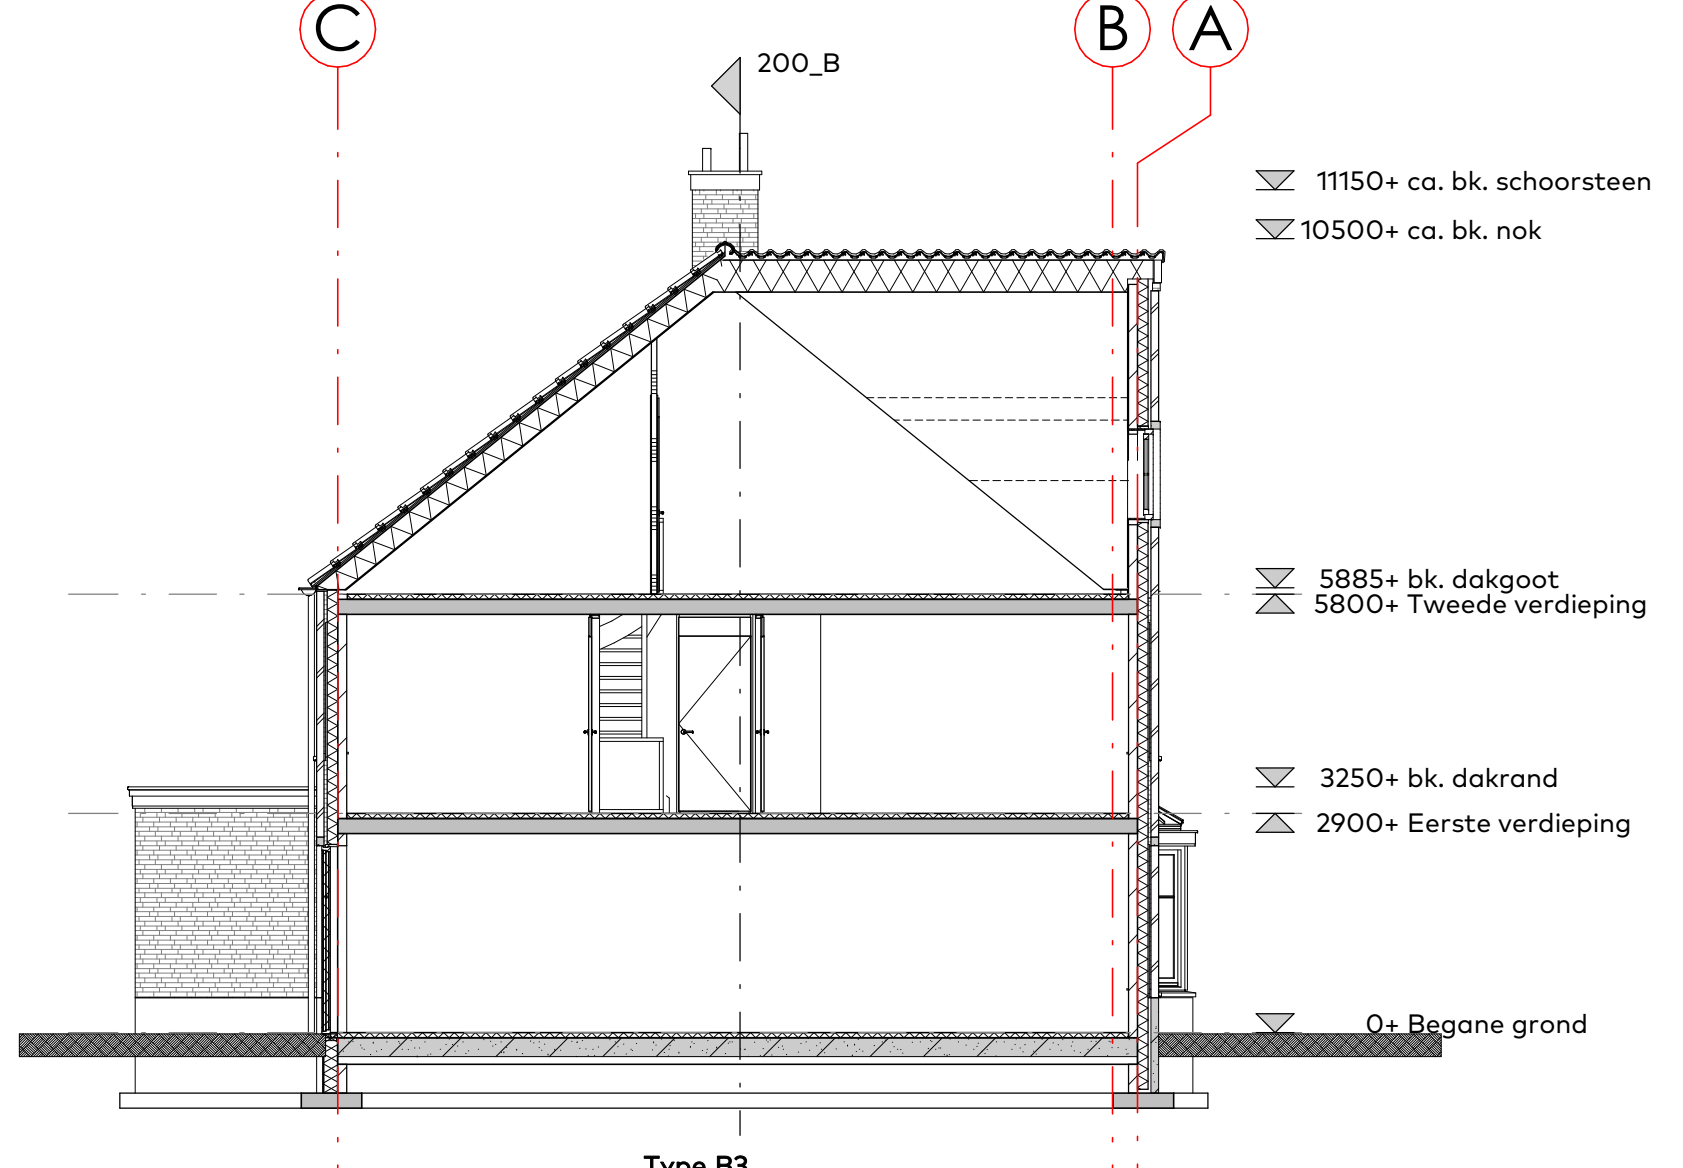 C
B
A
200_B
11150+ ca. bk. schoorsteen
10500+ ca. bk. nok
5885+ bk. dakgoot
5800+ Tweede verdieping
3250+ bk. dakrand
2900+ Eerste verdieping
0+ Begane grond
Type B3